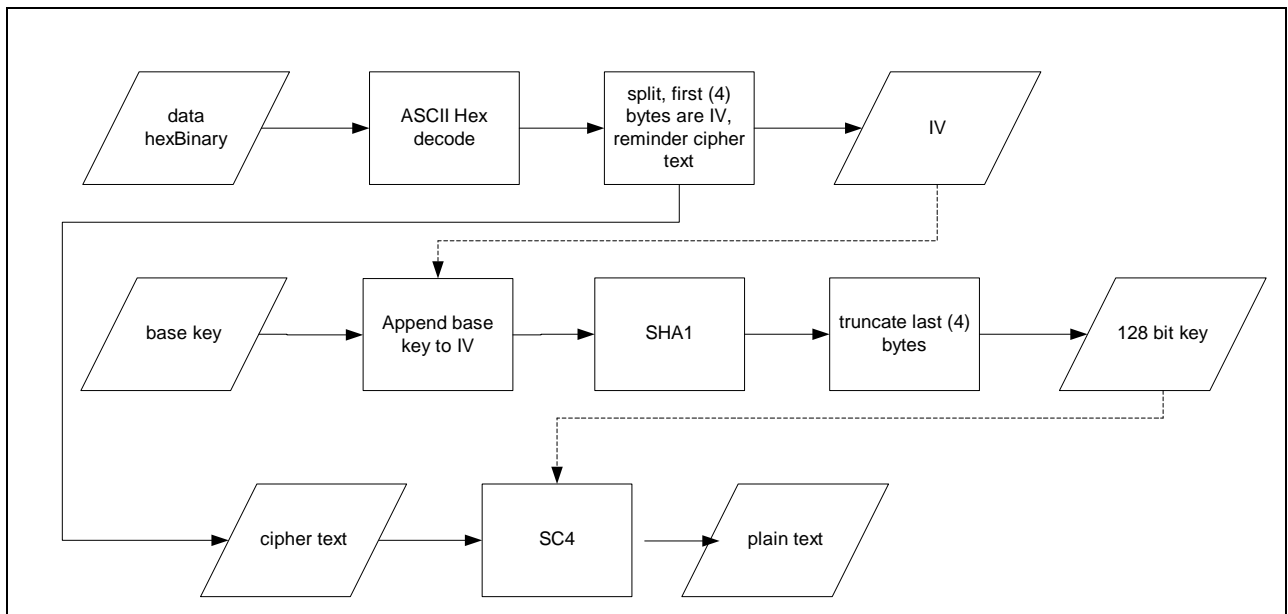 data
hexBinary
ASCII Hex
decode
split, first (4)
bytes are IV,
reminder cipher
text
IV
base key
Append base
key to IV
SHA1
truncate last (4)
bytes
128 bit key
cipher text
SC4
plain text